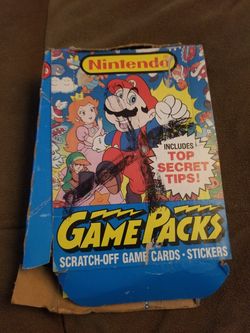 Nintendo
INCLUDES
TOP
SECRET
TIPS!
GAME PACKS
SCRATCH-OFF GAME CARDS · STICKERS